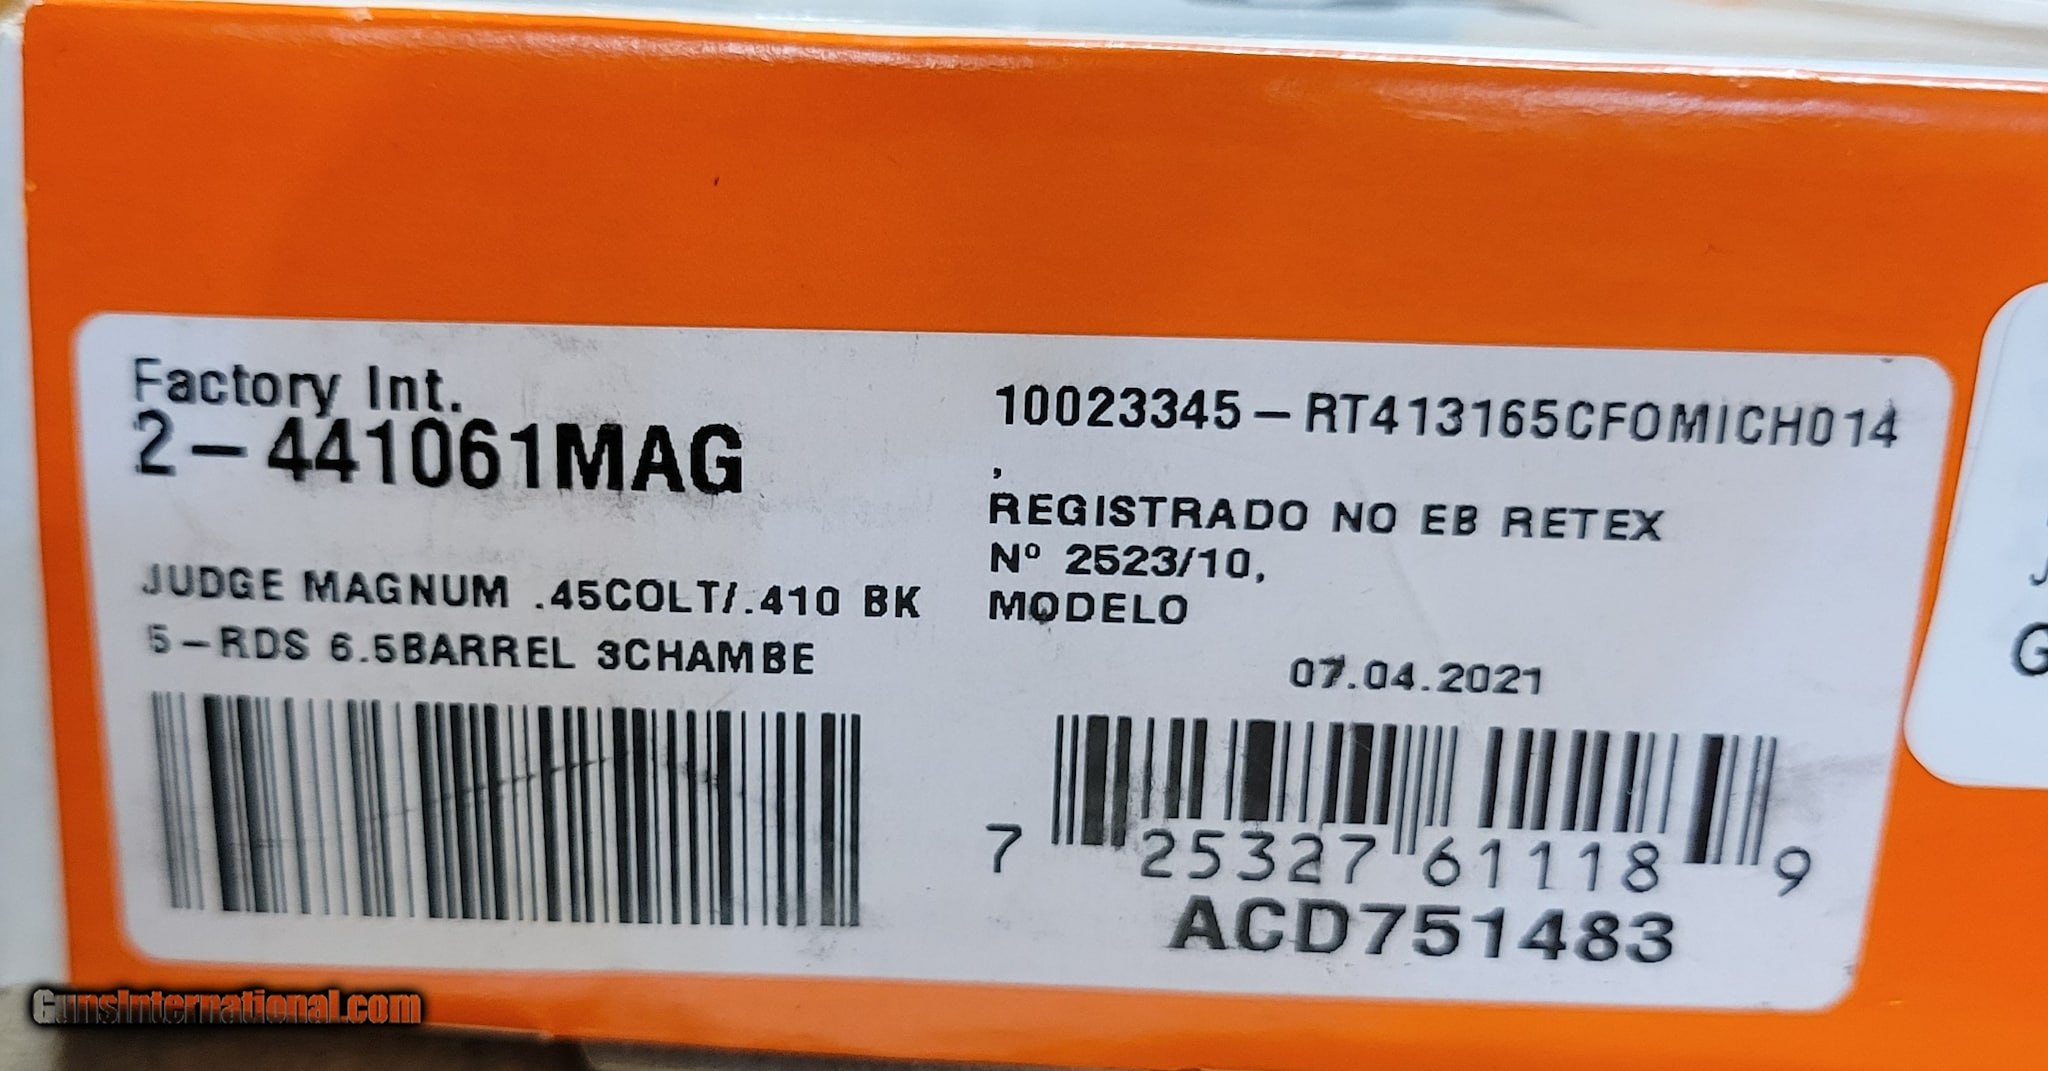 Factory Int.
2-441061MAG
JUDGE MAGNUM .45COLT/.410 BK
5-RDS 6.5BARREL 3CHAMBE
10023345-RT413165CFOMICH014
,
REGISTRADO NO EB RETEX
Nº 2523/10,
MODELO
07.04.2021
7 25327 61118 9
ACD751483
G
GunsInternational.com